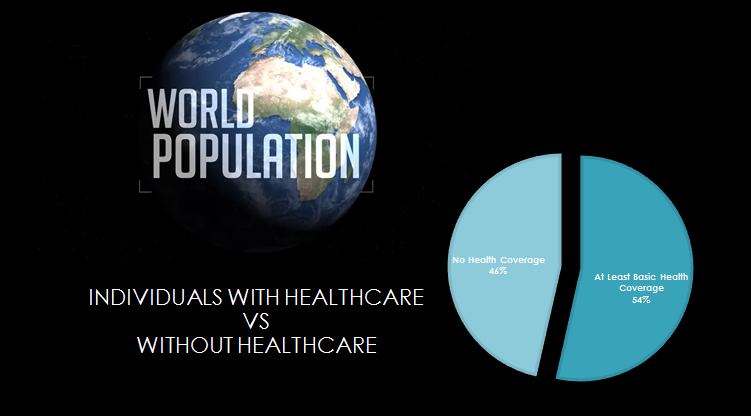 WORLD
POPULATION
INDIVIDUALS WITH HEALTHCARE
VS
WITHOUT HEALTHCARE
No Health Coverage
46%
At Least Basic Health
Coverage
54%